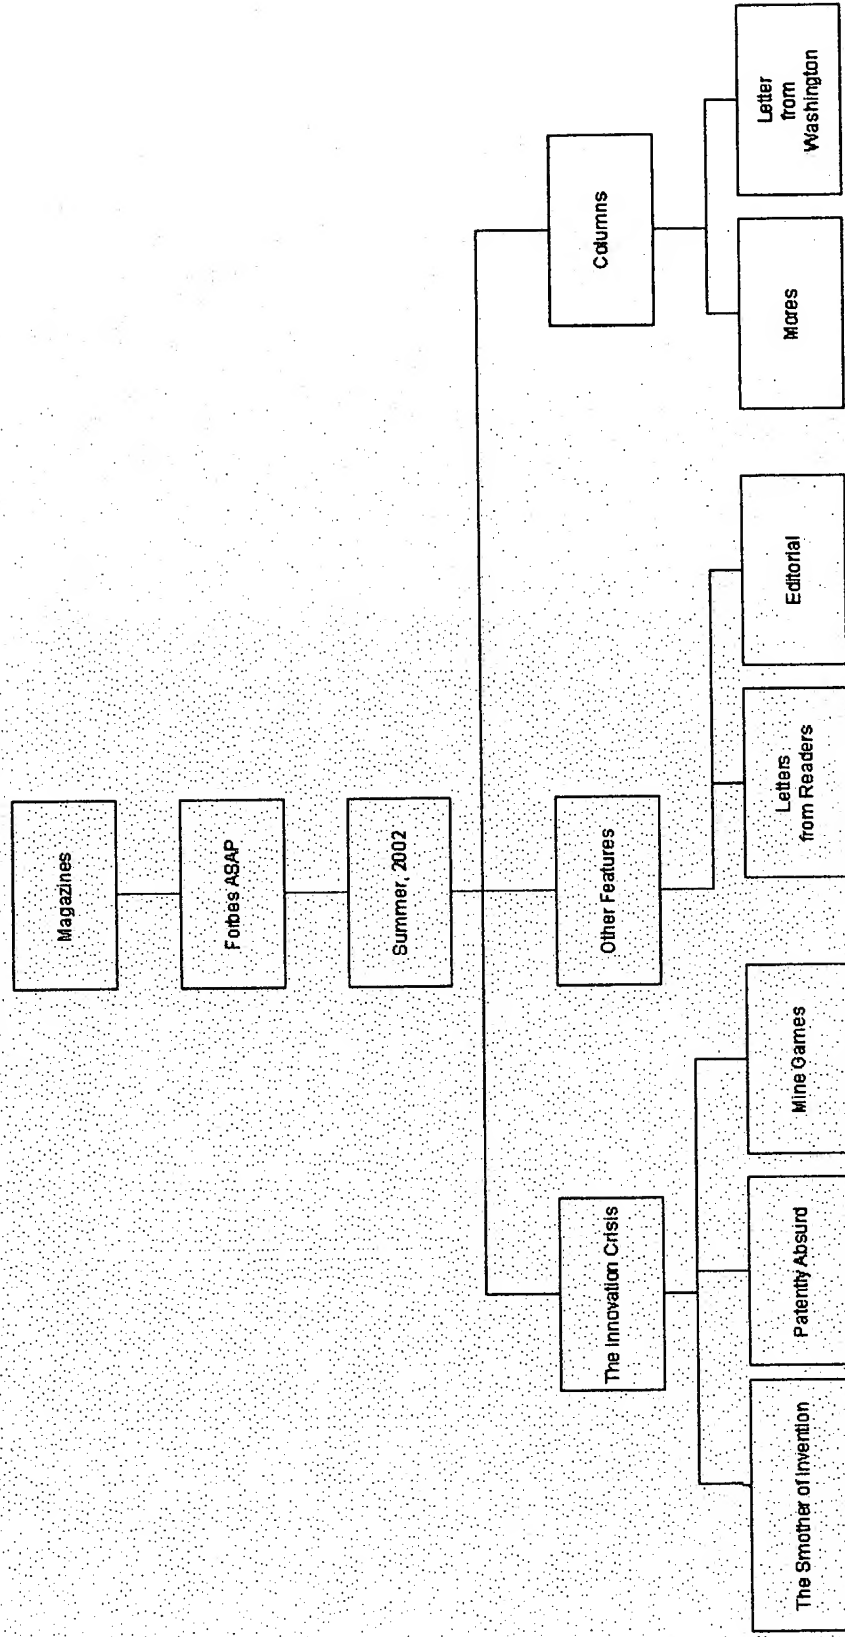 Magazines
Forbes ASAP
Summer, 2002
The Innovation Crisis
Other Features
Columns
The Smother of Invention
Patently Absurd
Mine Games
Letters
from Readers
Editorial
Mores
Letter
from
Washington